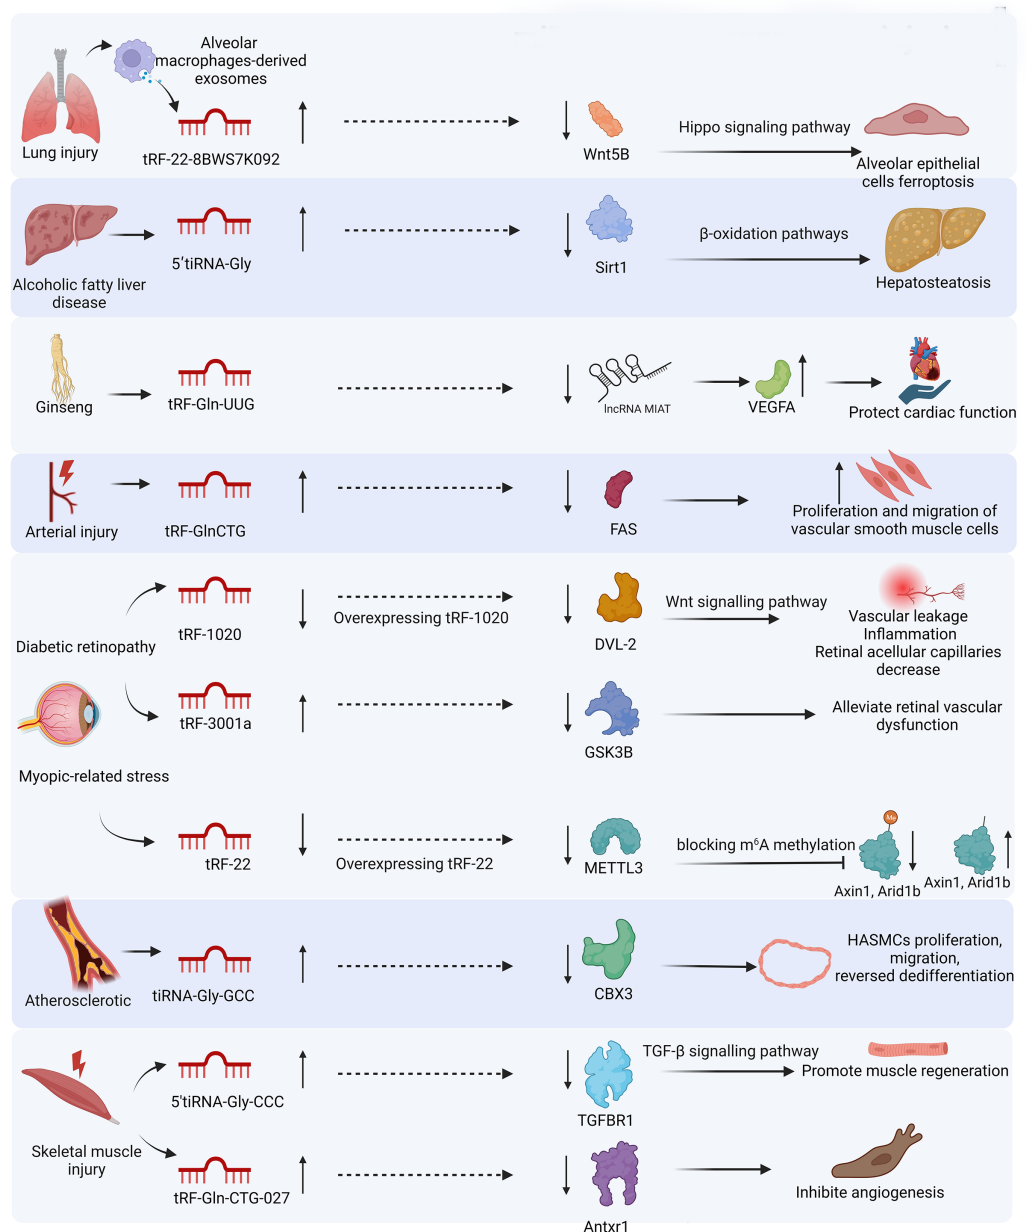 Alveolar
macrophages-derived
exosomes
Lung injury
tRF-22-8BWS7K092
Wnt5B
Hippo signaling pathway
Alveolar epithelial
cells ferroptosis
Alcoholic fatty liver
disease
5'tiRNA-Gly
Sirt1
β-oxidation pathways
Hepatosteatosis
Ginseng
tRF-Gln-UUG
lncRNA MIAT
VEGFA
Protect cardiac function
Arterial injury
tRF-GlnCTG
FAS
Proliferation and migration of
vascular smooth muscle cells
Diabetic retinopathy
tRF-1020
Overexpressing tRF-1020
DVL-2
Wnt signalling pathway
Vascular leakage
Inflammation
Retinal acellular capillaries
decrease
tRF-3001a
GSK3B
Alleviate retinal vascular
dysfunction
Myopic-related stress
tRF-22
Overexpressing tRF-22
METTL3
blocking m⁶A methylation
Me
Axin1, Arid1b
Axin1, Arid1b
Atherosclerotic
tiRNA-Gly-GCC
CBX3
HASMCs proliferation,
migration,
reversed dedifferentiation
Skeletal muscle
injury
5'tiRNA-Gly-CCC
TGFBR1
TGF-β signalling pathway
Promote muscle regeneration
tRF-Gln-CTG-027
Antxr1
Inhibite angiogenesis